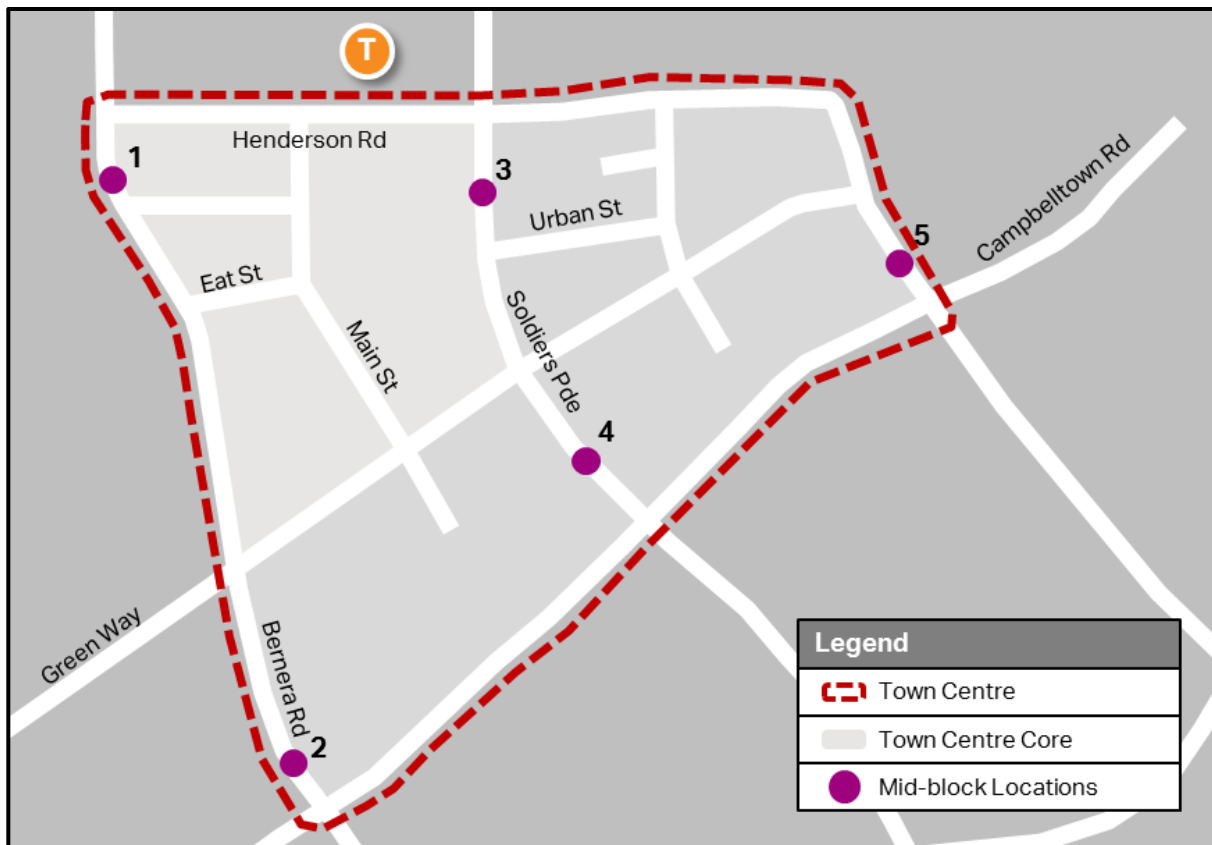 T
Henderson Rd
1
3
Urban St
5
Campbelltown Rd
Eat St
Main St
Soldiers Pde
4
Green Way
Bernera Rd
2
Legend
Town Centre
Town Centre Core
Mid-block Locations